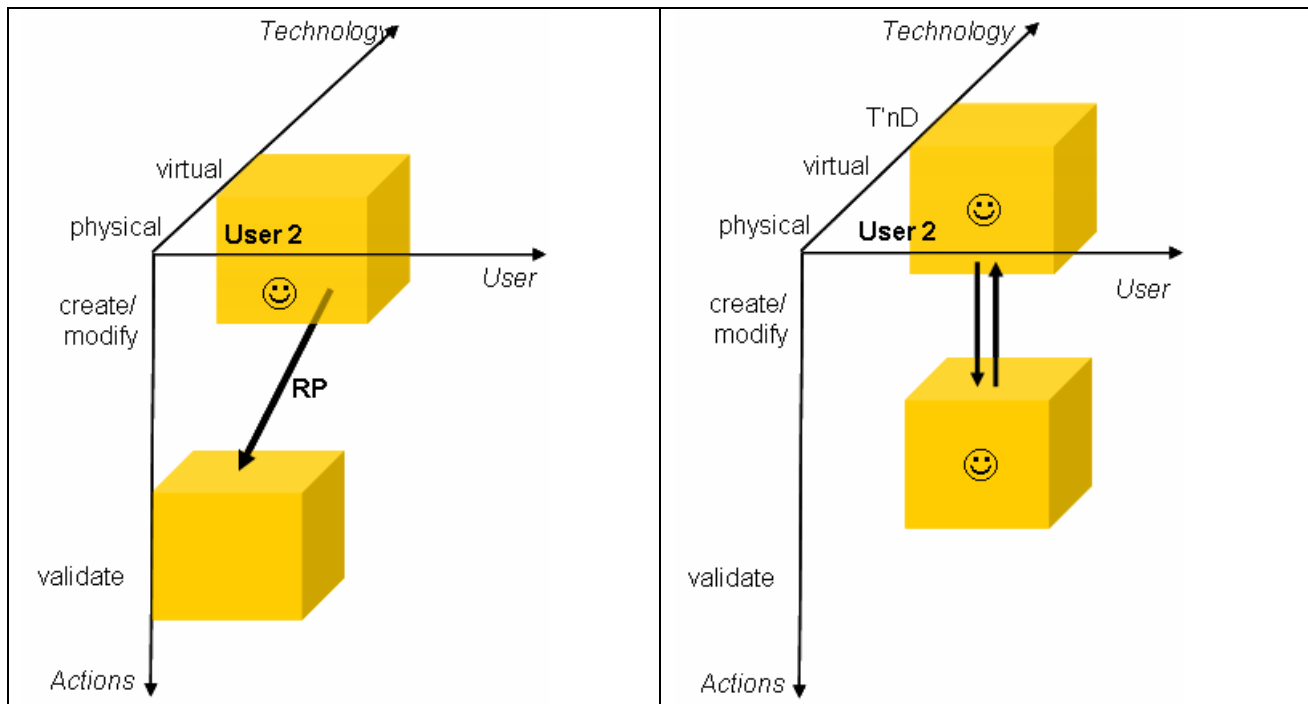 Technology
virtual
physical
User 2
User
create/
modify
RP
validate
Actions
Technology
T'nD
virtual
physical
User 2
User
create/
modify
validate
Actions